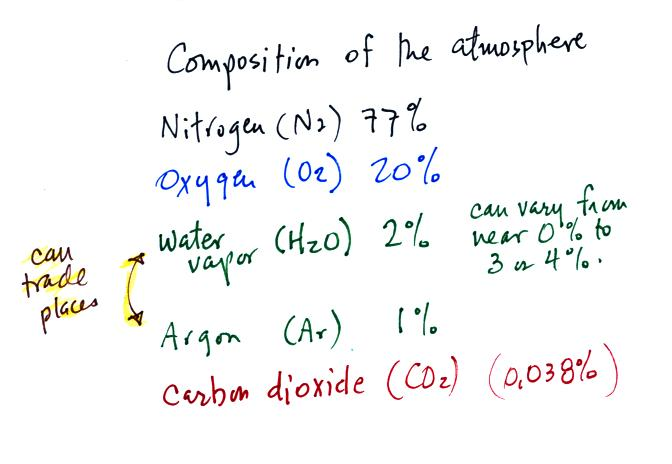 Composition of the atmosphere
Nitrogen (N2) 77%
Oxygen (O2) 20%
water vapor (H2O) 2%
can vary from
near 0% to
3 or 4%.
can
trade
places
Argon (Ar) 1%
Carbon dioxide (CO2) (0.038%)